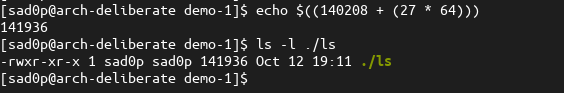 [sad0p@arch-deliberate demo-1]$ echo $((140208 + (27 * 64)))
141936
[sad0p@arch-deliberate demo-1]$ ls -l ./ls
-rwxr-xr-x 1 sad0p sad0p 141936 Oct 12 19:11 ./ls
[sad0p@arch-deliberate demo-1]$